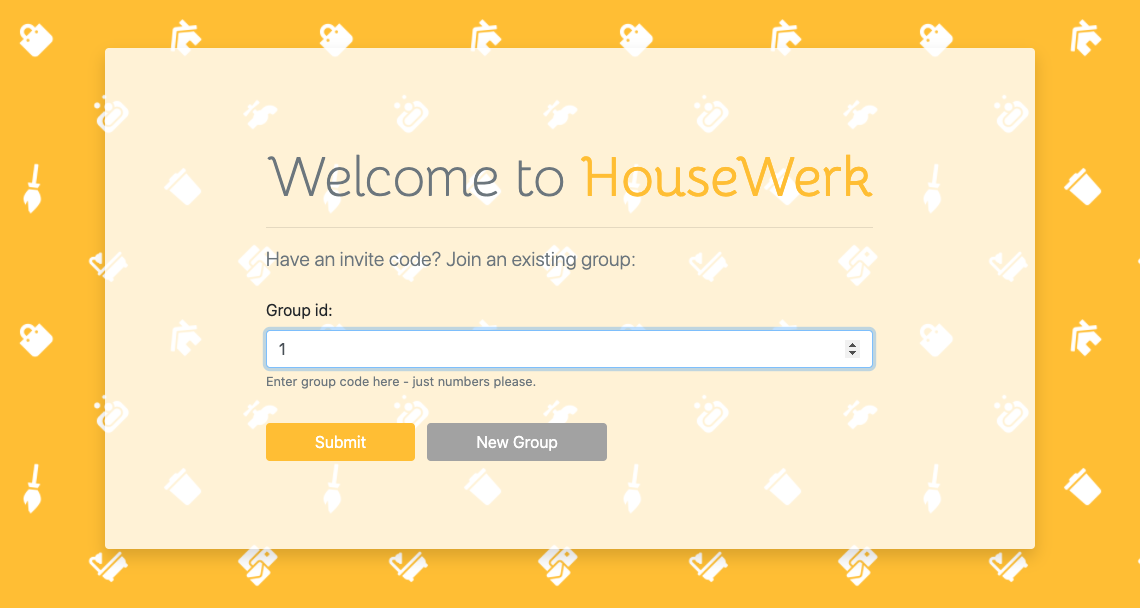 Welcome to HouseWerk
Have an invite code? Join an existing group:
Group id:
1
Enter group code here - just numbers please.
Submit New Group